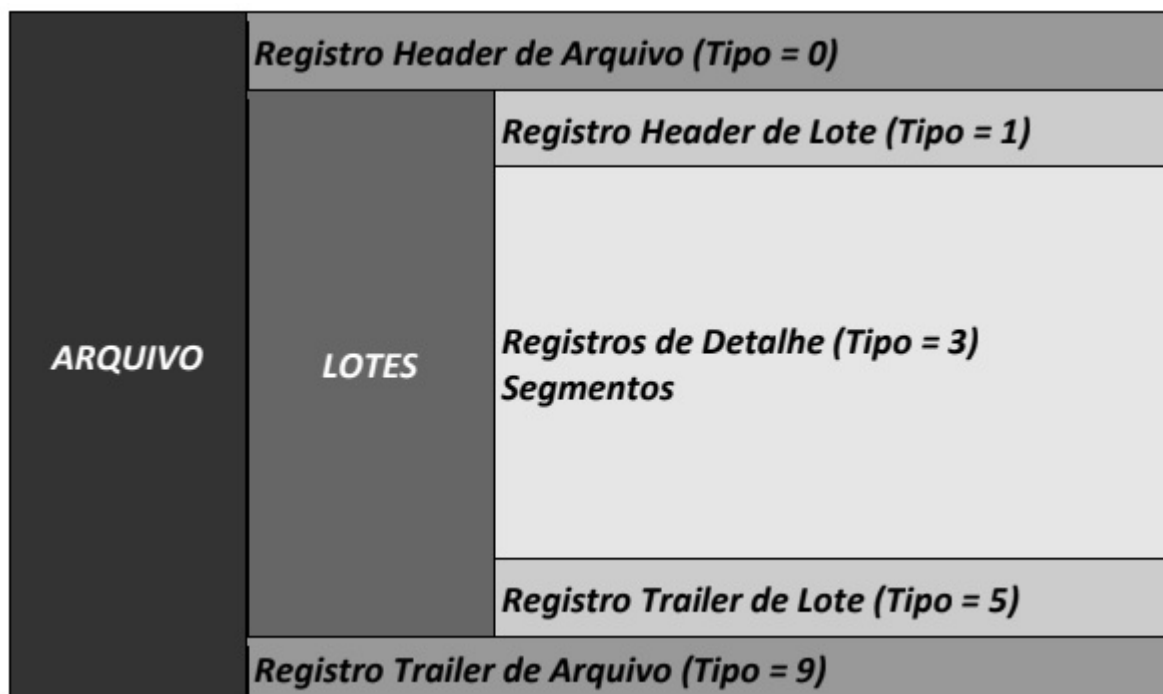 Registro Header de Arquivo (Tipo = 0)
Registro Header de Lote (Tipo = 1)
ARQUIVO
LOTES
Registros de Detalhe (Tipo = 3)
Segmentos
Registro Trailer de Lote (Tipo = 5)
Registro Trailer de Arquivo (Tipo = 9)